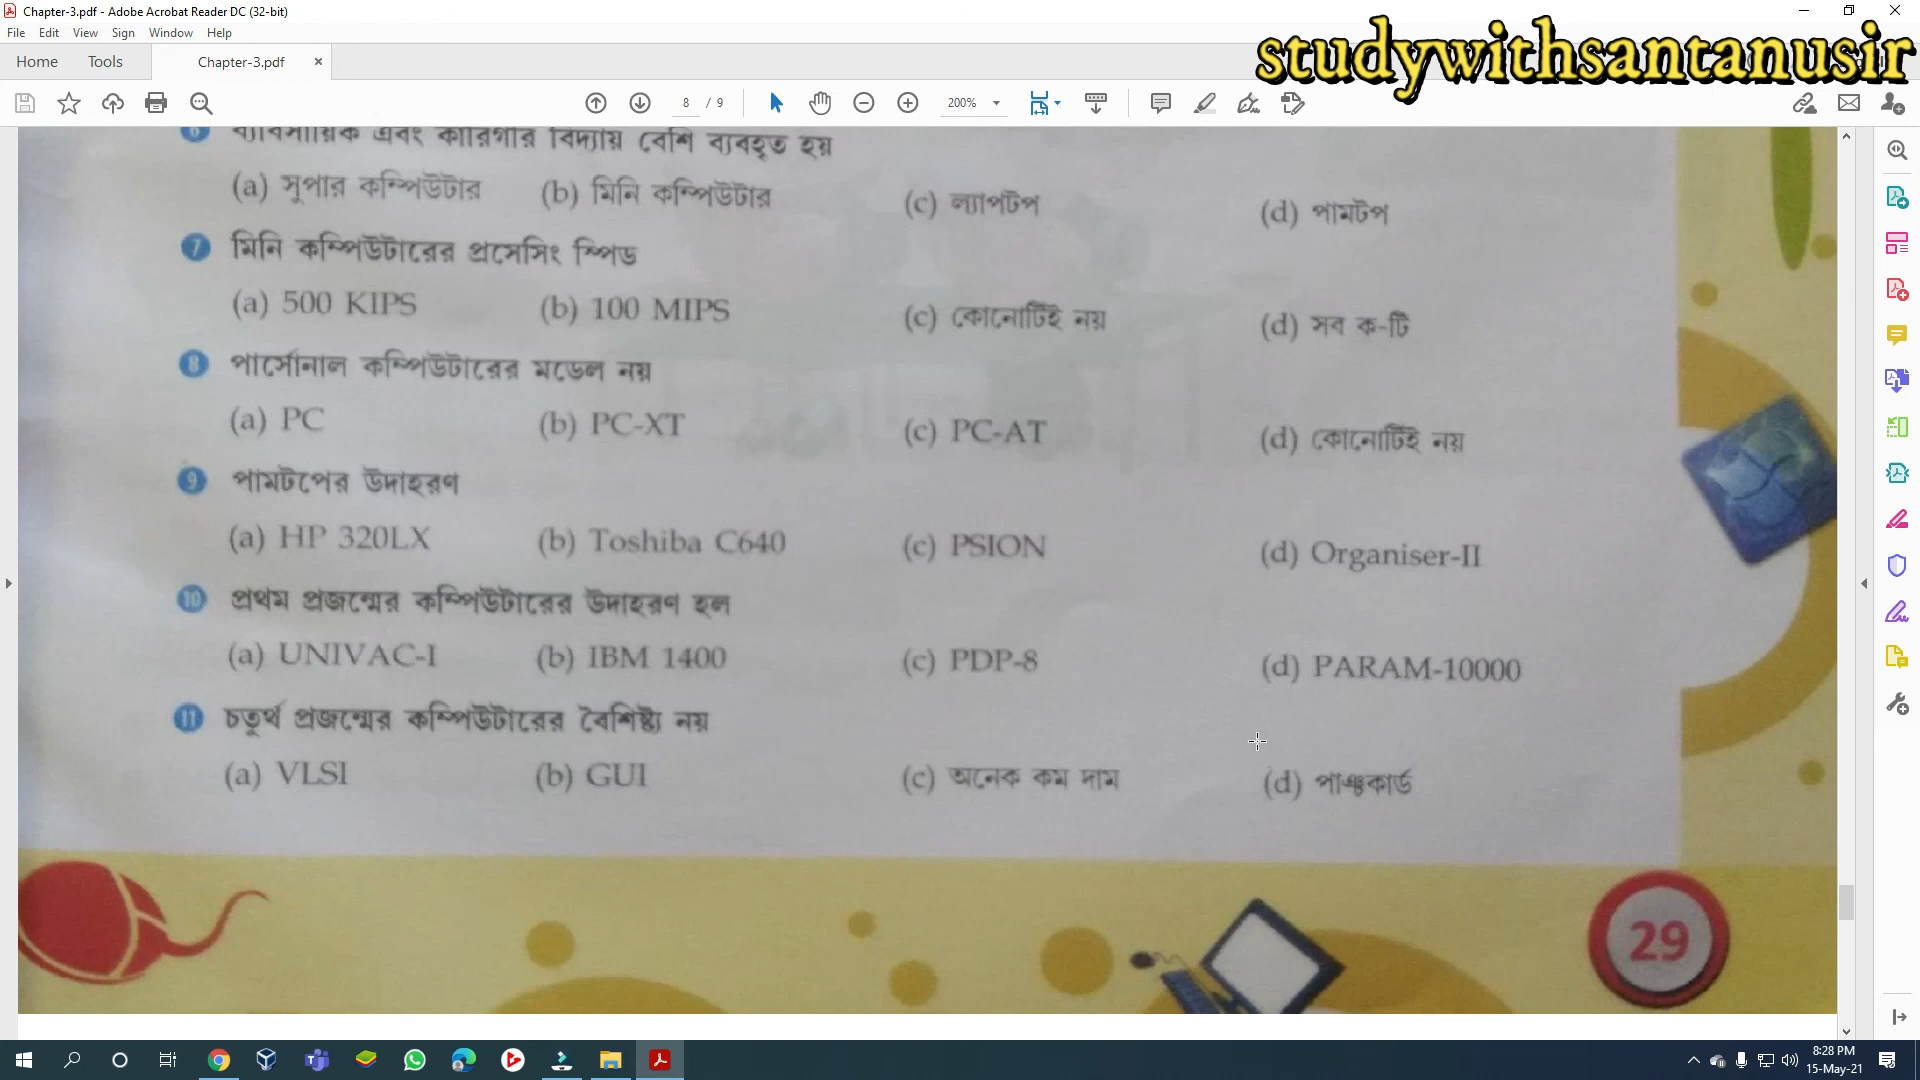 Chapter-3.pdf - Adobe Acrobat Reader DC (32-bit)
File Edit View Sign Window Help
studywithsantanusir
Home Tools Chapter-3.pdf
8 / 9 200%
6 ব্যাবসায়িক এবং কারিগরি বিদ্যায় বেশি ব্যবহৃত হয়
(a) সুপার কম্পিউটার (b) মিনি কম্পিউটার (c) ল্যাপটপ (d) পামটপ
7 মিনি কম্পিউটারের প্রসেসিং স্পিড
(a) 500 KIPS (b) 100 MIPS (c) কোনোটিই নয় (d) সব ক-টি
8 পার্সোনাল কম্পিউটারের মডেল নয়
(a) PC (b) PC-XT (c) PC-AT (d) কোনোটিই নয়
9 পামটপের উদাহরণ
(a) HP 320LX (b) Toshiba C640 (c) PSION (d) Organiser-II
10 প্রথম প্রজন্মের কম্পিউটারের উদাহরণ হল
(a) UNIVAC-I (b) IBM 1400 (c) PDP-8 (d) PARAM-10000
11 চতুর্থ প্রজন্মের কম্পিউটারের বৈশিষ্ট্য নয়
(a) VLSI (b) GUI (c) অনেক কম দাম (d) পাঞ্চকার্ড
29
8:28 PM
15-May-21